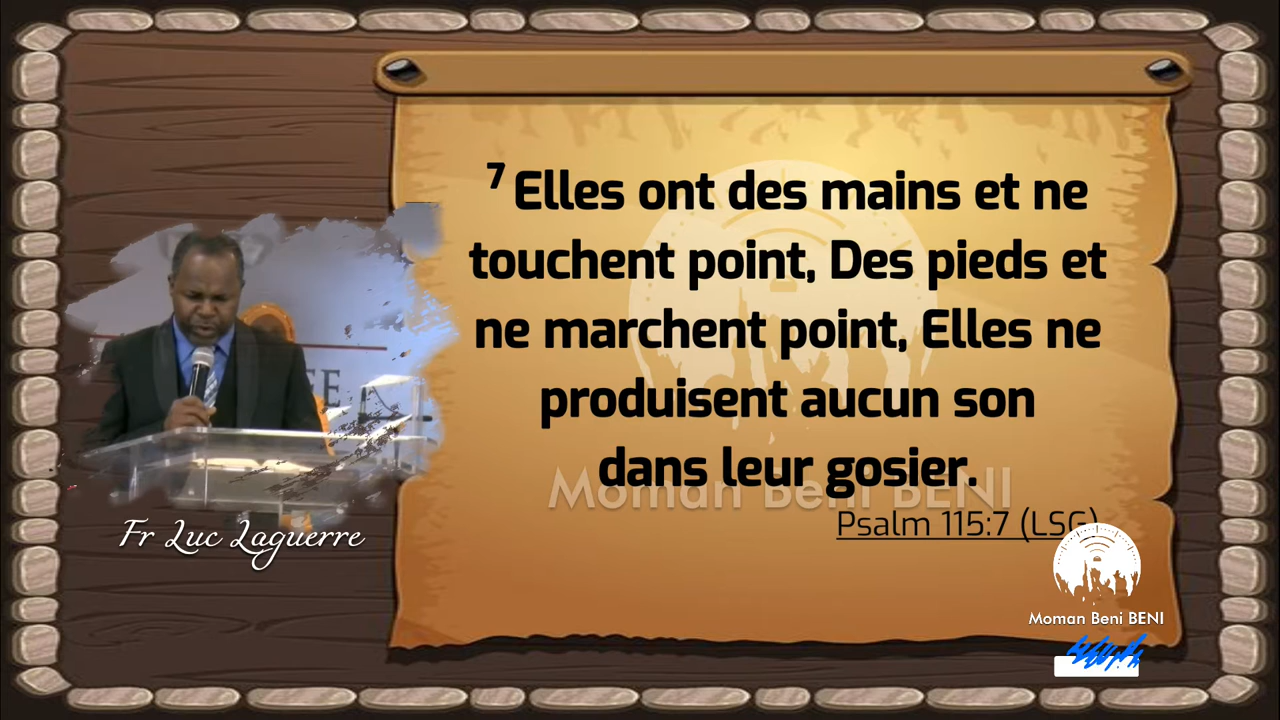 ⁷ Elles ont des mains et ne
touchent point, Des pieds et
ne marchent point, Elles ne
produisent aucun son
dans leur gosier.
Moman Beni BENI
Psalm 115:7 (LSG)
Fr Luc Laguerre
Moman Beni BENI